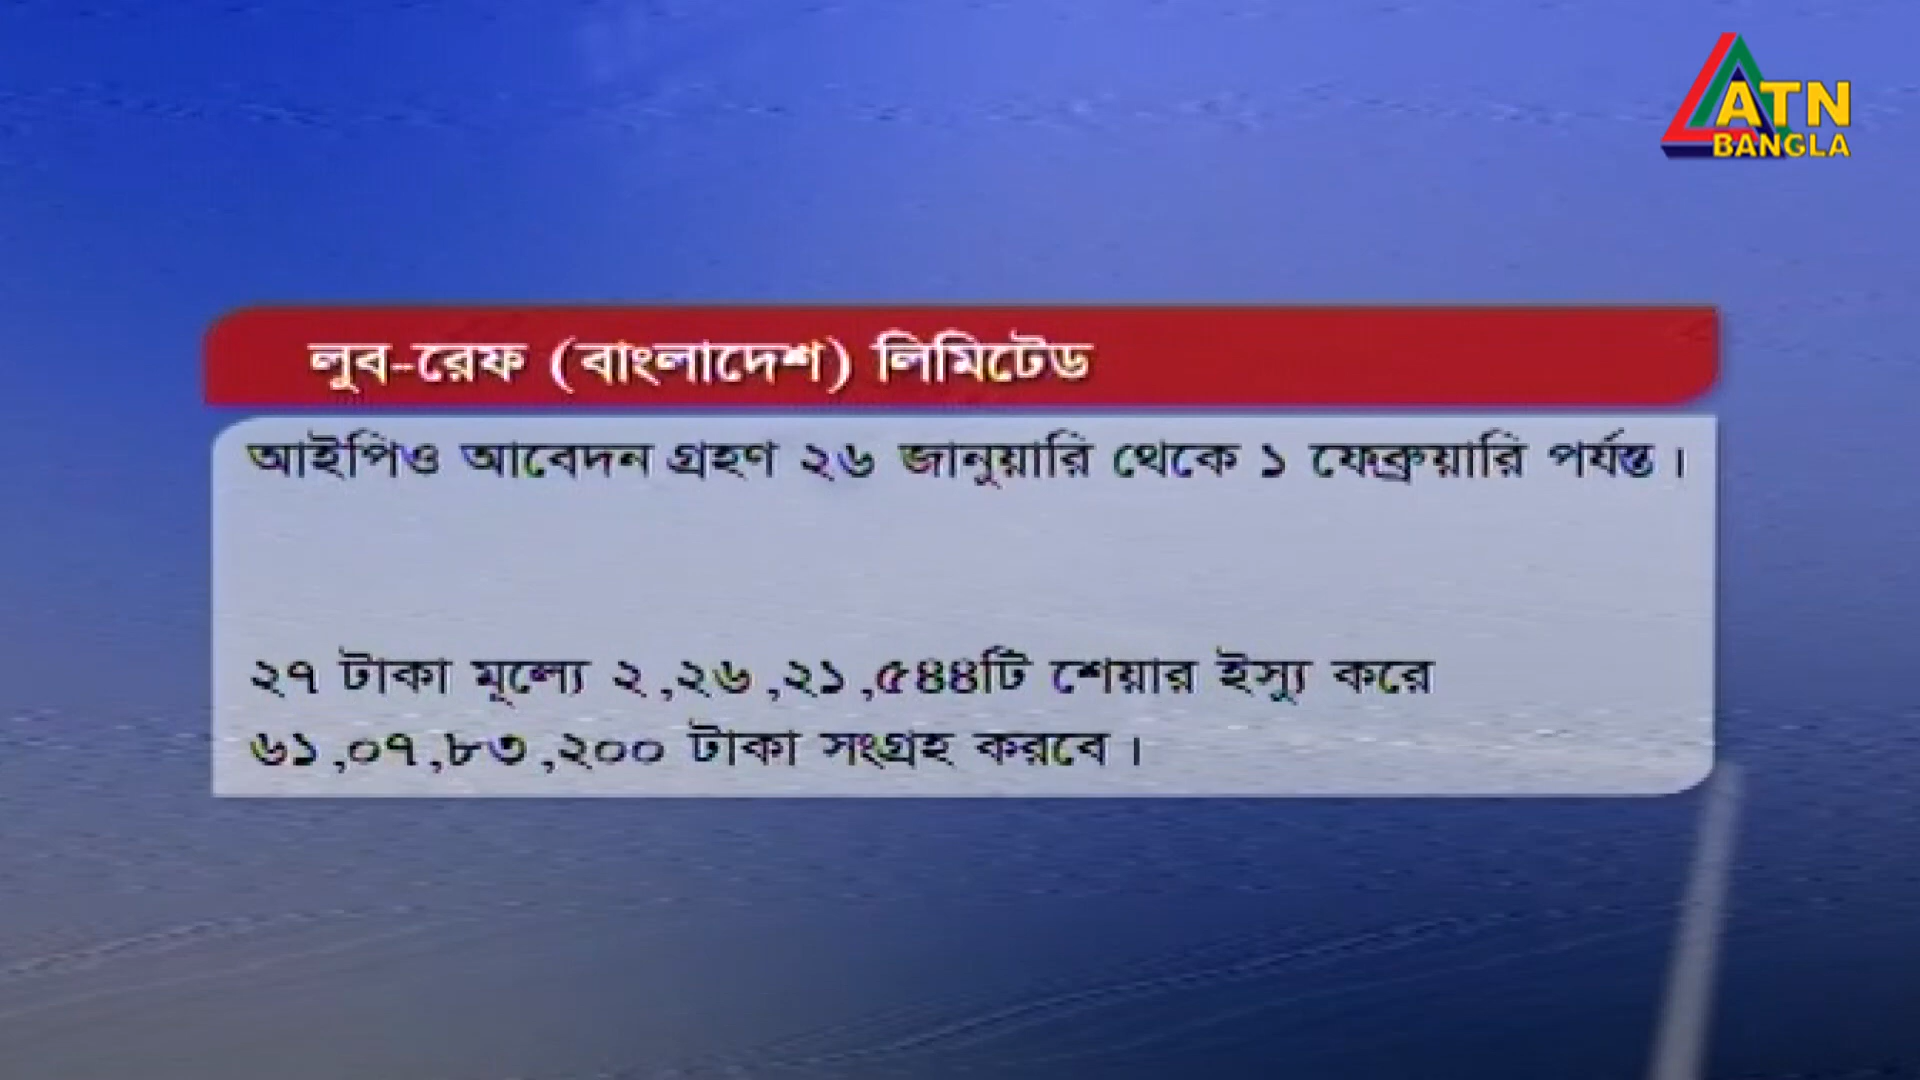 ATN
BANGLA
লুব-রেফ (বাংলাদেশ) লিমিটেড
আইপিও আবেদন গ্রহণ ২৬ জানুয়ারি থেকে ১ ফেব্রুয়ারি পর্যন্ত।
২৭ টাকা মূল্যে ২,২৬,২১,৫৪৪টি শেয়ার ইস্যু করে
৬১,০৭,৮৩,২০০ টাকা সংগ্রহ করবে।